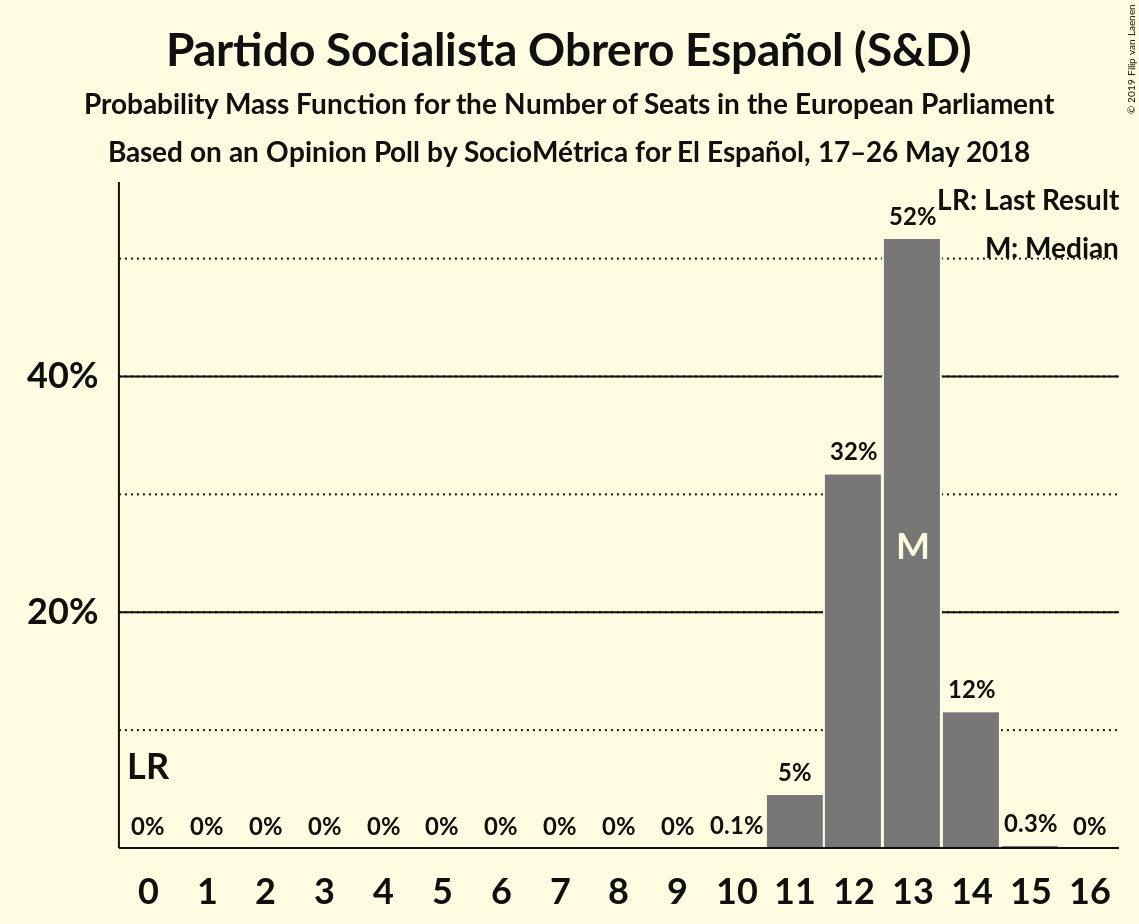 Partido Socialista Obrero Español (S&D)
Probability Mass Function for the Number of Seats in the European Parliament
Based on an Opinion Poll by SocioMétrica for El Español, 17–26 May 2018
© 2019 Filip van Laenen
LR: Last Result
M: Median
52%
40%
32%
M
20%
12%
LR
5%
0% 0% 0% 0% 0% 0% 0% 0% 0% 0% 0.1% 0.3% 0%
0 1 2 3 4 5 6 7 8 9 10 11 12 13 14 15 16